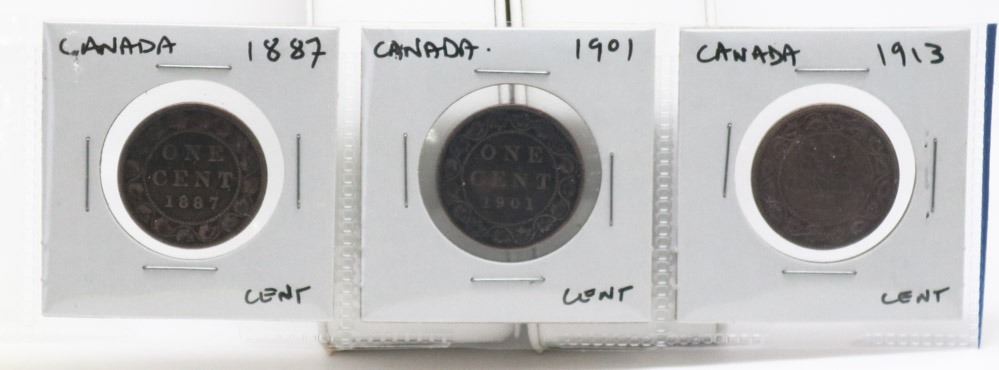 CANADA 1887
ONE
CENT
1887
CENT
CANADA. 1901
ONE
CENT
1901
CENT
CANADA 1913
CENT